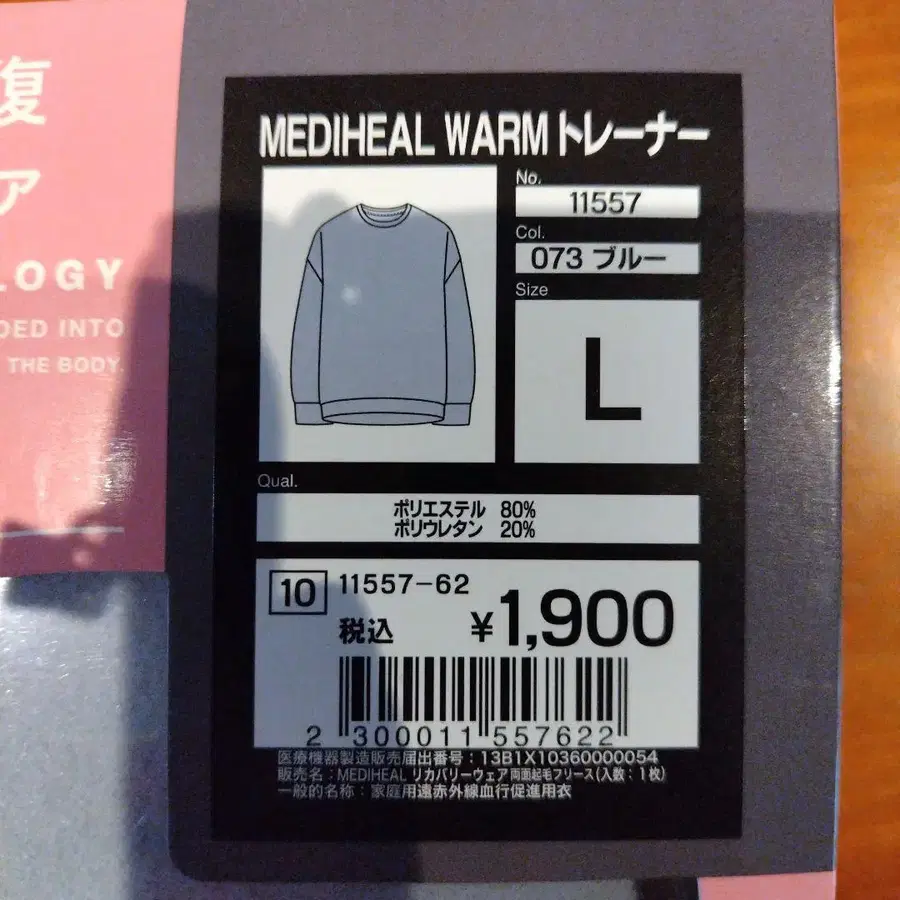 復
ア
LOGY
DED INTO
THE BODY.
MEDIHEAL WARMトレーナー
No.
11557
Col.
073 ブルー
Size
L
Qual.
ポリエステル 80%
ポリウレタン 20%
10 11557-62
税込 ¥1,900
2 300011 557622
医療機器製造販売届出番号:13B1X10360000054
販売名:MEDIHEAL リカバリーウェア両面起毛フリース(入数:1枚)
一般的名称:家庭用遠赤外線血行促進用衣